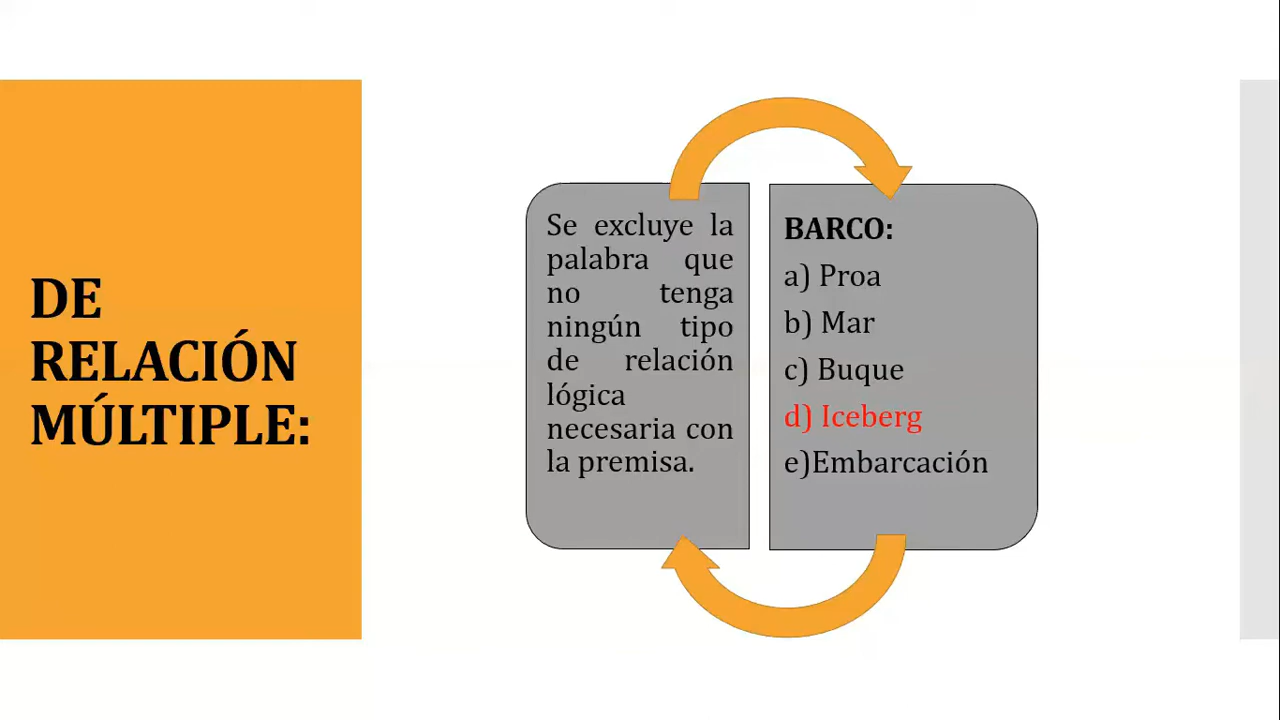 DE
RELACIÓN
MÚLTIPLE:
Se excluye la
palabra que
no tenga
ningún tipo
de relación
lógica
necesaria con
la premisa.
BARCO:
a) Proa
b) Mar
c) Buque
d) Iceberg
e)Embarcación